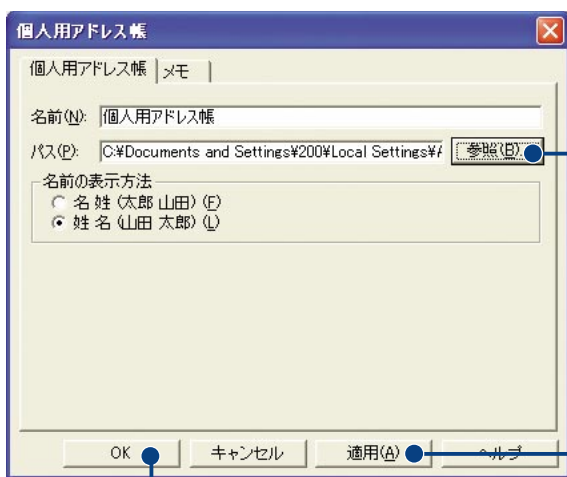 個人用アドレス帳
個人用アドレス帳 メモ
名前(N): 個人用アドレス帳
パス(P): C:¥Documents and Settings¥200¥Local Settings¥A 参照(B)...
名前の表示方法
名 姓 (太郎 山田) (F)
姓 名 (山田 太郎) (L)
OK キャンセル 適用(A) ヘルプ